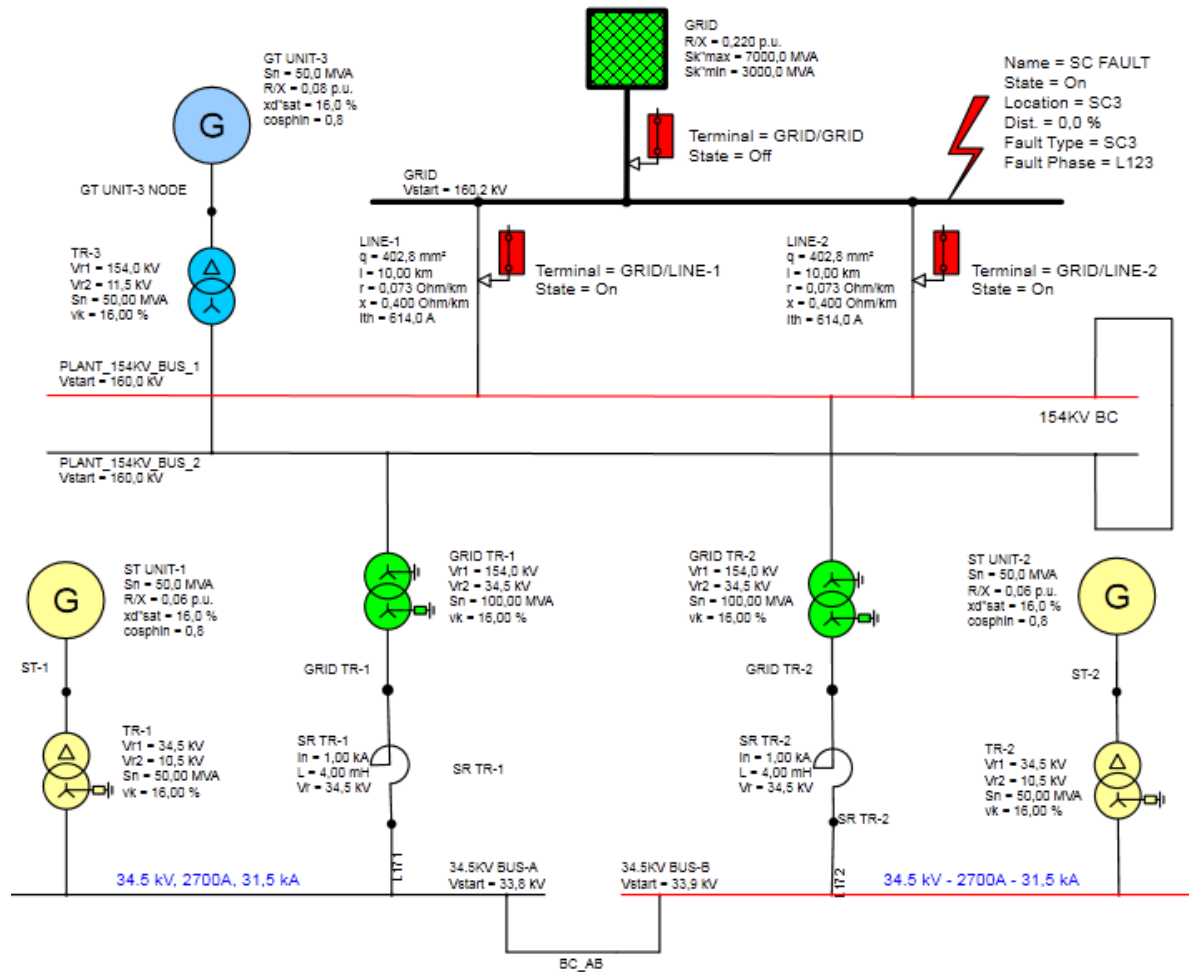 GRID
R/X = 0,220 p.u.
Sk"max = 7000,0 MVA
Sk"min = 3000,0 MVA
GT UNIT-3
Sn = 50,0 MVA
R/X = 0,08 p.u.
xd"sat = 16,0 %
cosphin = 0,8
G
Name = SC FAULT
State = On
Location = SC3
Dist. = 0,0 %
Fault Type = SC3
Fault Phase = L123
Terminal = GRID/GRID
State = Off
GT UNIT-3 NODE
GRID
Vstart = 160,2 kV
TR-3
Vr1 = 154,0 kV
Vr2 = 11,5 kV
Sn = 50,00 MVA
vk = 16,00 %
LINE-1
q = 402,8 mm²
l = 10,00 km
r = 0,073 Ohm/km
x = 0,400 Ohm/km
Ith = 614,0 A
Terminal = GRID/LINE-1
State = On
LINE-2
q = 402,8 mm²
l = 10,00 km
r = 0,073 Ohm/km
x = 0,400 Ohm/km
Ith = 614,0 A
Terminal = GRID/LINE-2
State = On
PLANT_154KV_BUS_1
Vstart = 160,0 kV
154KV BC
PLANT_154KV_BUS_2
Vstart = 160,0 kV
ST UNIT-1
Sn = 50,0 MVA
R/X = 0,06 p.u.
xd"sat = 16,0 %
cosphin = 0,8
G
GRID TR-1
Vr1 = 154,0 kV
Vr2 = 34,5 kV
Sn = 100,00 MVA
vk = 16,00 %
GRID TR-2
Vr1 = 154,0 kV
Vr2 = 34,5 kV
Sn = 100,00 MVA
vk = 16,00 %
ST UNIT-2
Sn = 50,0 MVA
R/X = 0,06 p.u.
xd"sat = 16,0 %
cosphin = 0,8
G
ST-1
GRID TR-1
GRID TR-2
ST-2
TR-1
Vr1 = 34,5 kV
Vr2 = 10,5 kV
Sn = 50,00 MVA
vk = 16,00 %
SR TR-1
In = 1,00 kA
L = 4,00 mH
Vr = 34,5 kV
SR TR-1
SR TR-2
In = 1,00 kA
L = 4,00 mH
Vr = 34,5 kV
SR TR-2
TR-2
Vr1 = 34,5 kV
Vr2 = 10,5 kV
Sn = 50,00 MVA
vk = 16,00 %
34.5 kV, 2700A, 31,5 kA
L171
34.5KV BUS-A
Vstart = 33,8 kV
34.5KV BUS-B
Vstart = 33,9 kV
L172
34.5 kV - 2700A - 31,5 kA
BC_AB